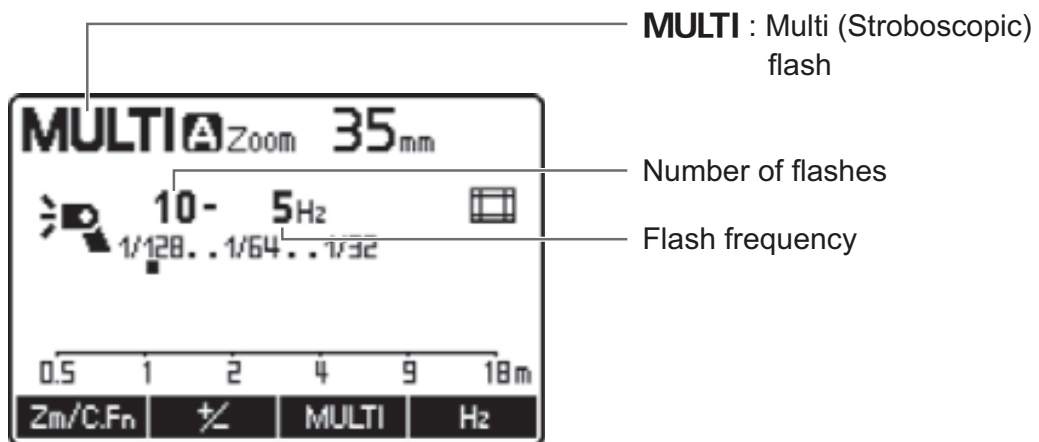 MULTI : Multi (Stroboscopic)
flash
MULTI A Zoom 35mm
Number of flashes
10- 5Hz
Flash frequency
1/128..1/64..1/32
0.5 1 2 4 9 18m
Zm/C.Fn +/- MULTI Hz